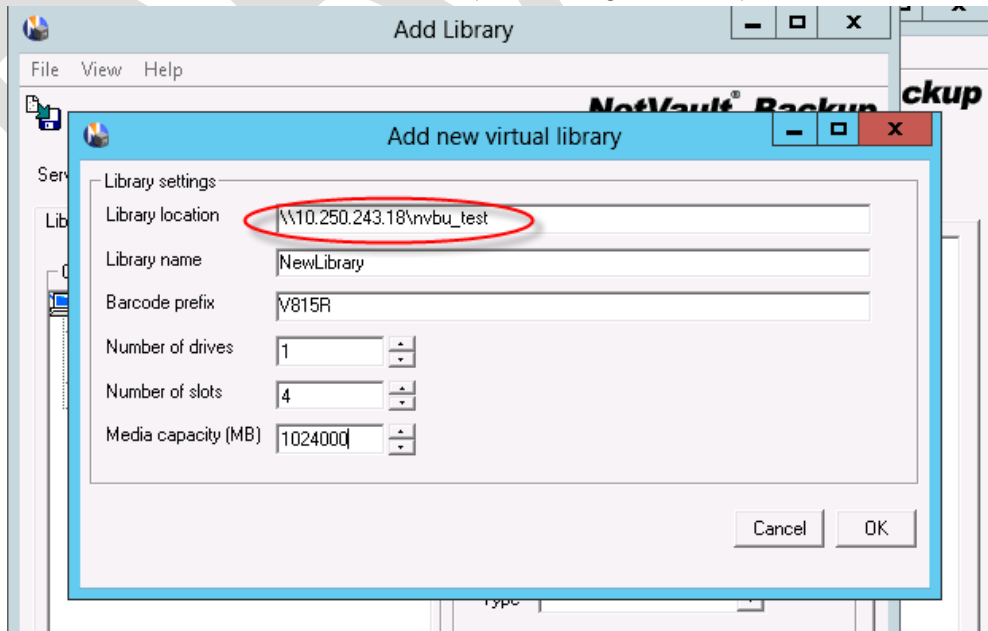 Add Library
File View Help
NetVault® Backup
ckup
Add new virtual library
Serv
Library settings
Lib
Library location \\10.250.243.18\nvbu_test
Library name NewLibrary
Barcode prefix V815R
Number of drives 1
Number of slots 4
Media capacity (MB) 1024000
Cancel OK
Type